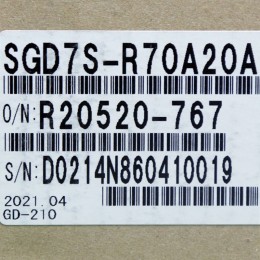 SGD7S-R70A20A
O/N: R20520-767
S/N: D0214N860410019
2021.04
GD-210